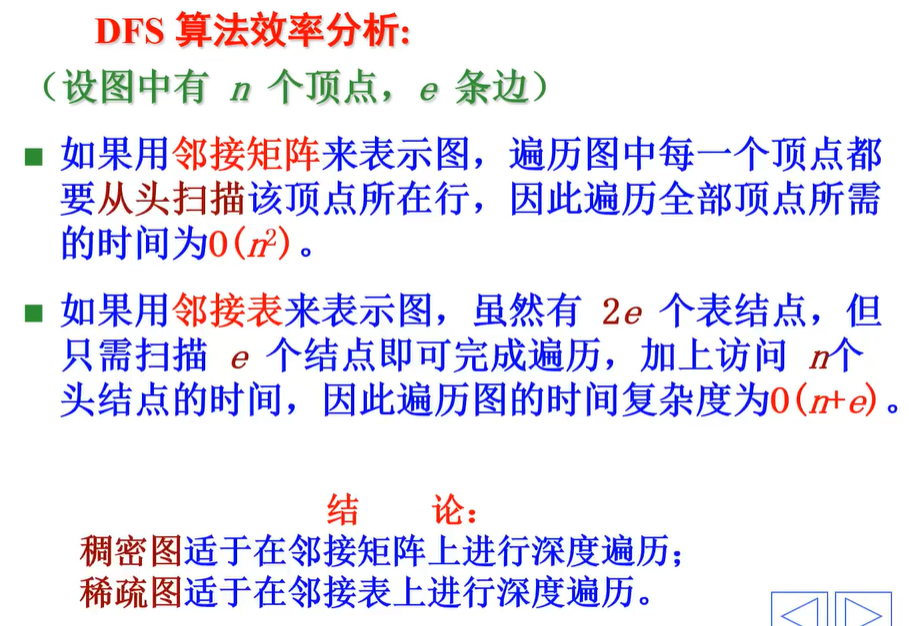 DFS 算法效率分析:
（设图中有 n 个顶点，e 条边）
■ 如果用邻接矩阵来表示图，遍历图中每一个顶点都
要从头扫描该顶点所在行，因此遍历全部顶点所需
的时间为O(n²)。
■ 如果用邻接表来表示图，虽然有 2e 个表结点，但
只需扫描 e 个结点即可完成遍历，加上访问 n个
头结点的时间，因此遍历图的时间复杂度为O(n+e)。
结 论：
稠密图适于在邻接矩阵上进行深度遍历；
稀疏图适于在邻接表上进行深度遍历。